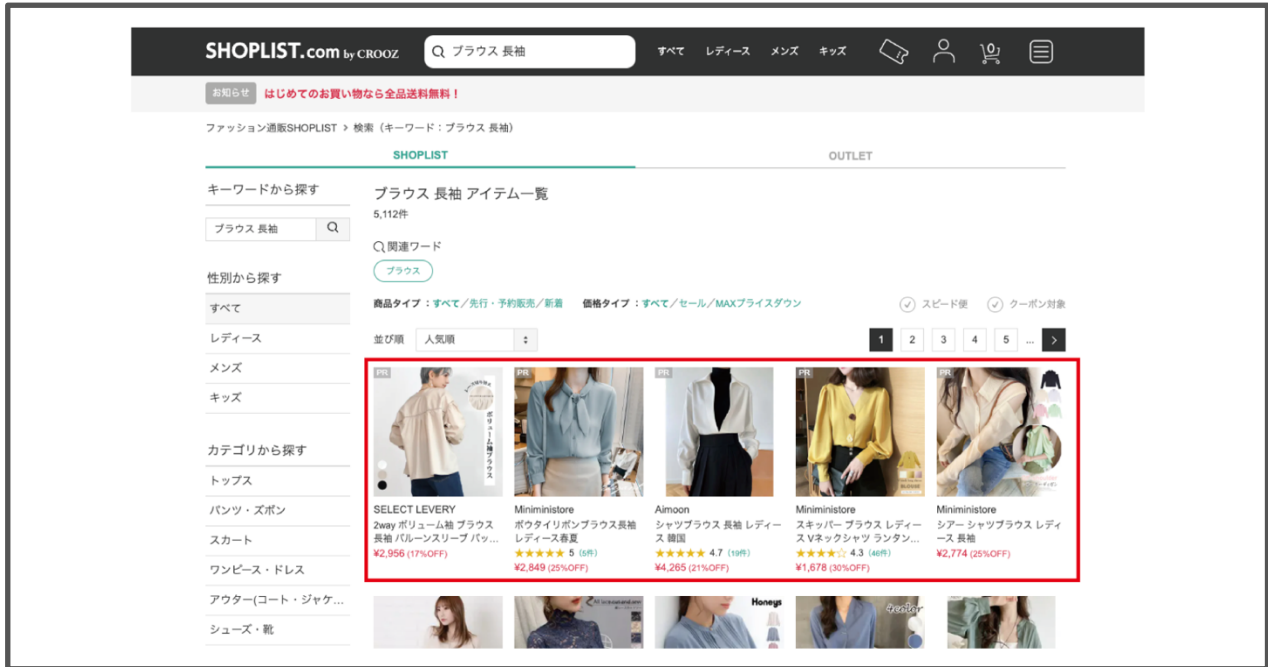 SHOPLIST.com by CROOZ
ブラウス 長袖
すべて レディース メンズ キッズ
0
お知らせ はじめてのお買い物なら全品送料無料！
ファッション通販SHOPLIST > 検索（キーワード：ブラウス 長袖）
SHOPLIST
OUTLET
キーワードから探す
ブラウス 長袖
性別から探す
すべて
レディース
メンズ
キッズ
カテゴリから探す
トップス
パンツ・ズボン
スカート
ワンピース・ドレス
アウター(コート・ジャケ...
シューズ・靴
ブラウス 長袖 アイテム一覧
5,112件
関連ワード
ブラウス
商品タイプ ：すべて／先行・予約販売／新着 価格タイプ ：すべて／セール／MAXプライスダウン
スピード便 クーポン対象
並び順 人気順
1 2 3 4 5 ... >
PR
ボリューム袖ブラウス
SELECT LEVERY
2way ボリューム袖 ブラウス
長袖 バルーンスリーブ バッ...
¥2,956 (17%OFF)
PR
Miniministore
ボウタイリボンブラウス長袖
レディース春夏
★★★★★ 5 (5件)
¥2,849 (25%OFF)
PR
Aimoon
シャツブラウス 長袖 レディー
ス 韓国
★★★★★ 4.7 (19件)
¥4,265 (21%OFF)
PR
Miniministore
スキッパー ブラウス レディー
ス Vネックシャツ ランタン...
★★★★☆ 4.3 (46件)
¥1,678 (30%OFF)
PR
Miniministore
シアー シャツブラウス レディ
ース 長袖
¥2,774 (25%OFF)
Honeys
4color